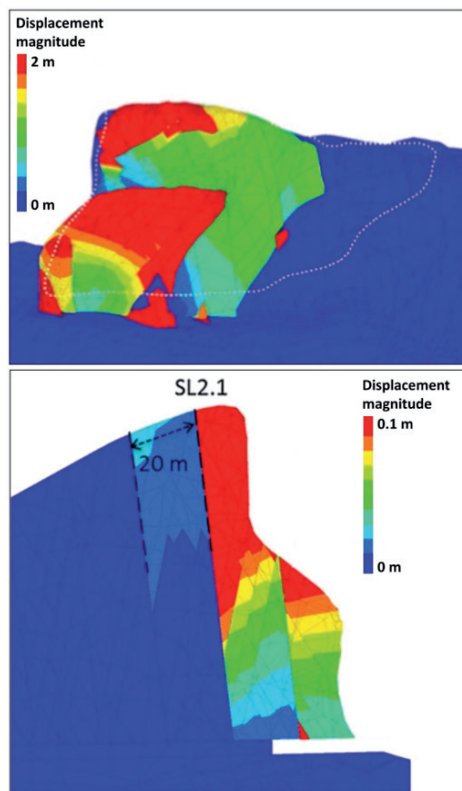 Displacement
magnitude
2 m
0 m
SL2.1
20 m
Displacement
magnitude
0.1 m
0 m